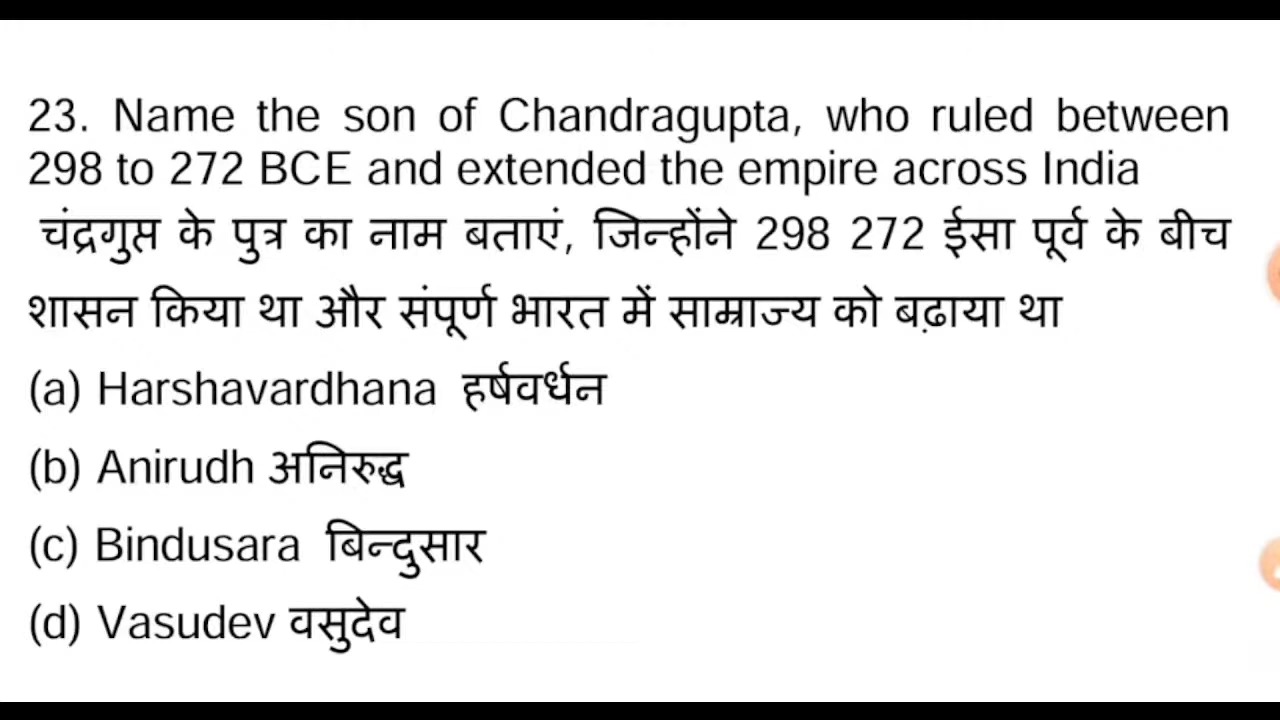 23. Name the son of Chandragupta, who ruled between
298 to 272 BCE and extended the empire across India
चंद्रगुप्त के पुत्र का नाम बताएं, जिन्होंने 298 272 ईसा पूर्व के बीच
शासन किया था और संपूर्ण भारत में साम्राज्य को बढ़ाया था
(a) Harshavardhana हर्षवर्धन
(b) Anirudh अनिरुद्ध
(c) Bindusara बिन्दुसार
(d) Vasudev वसुदेव